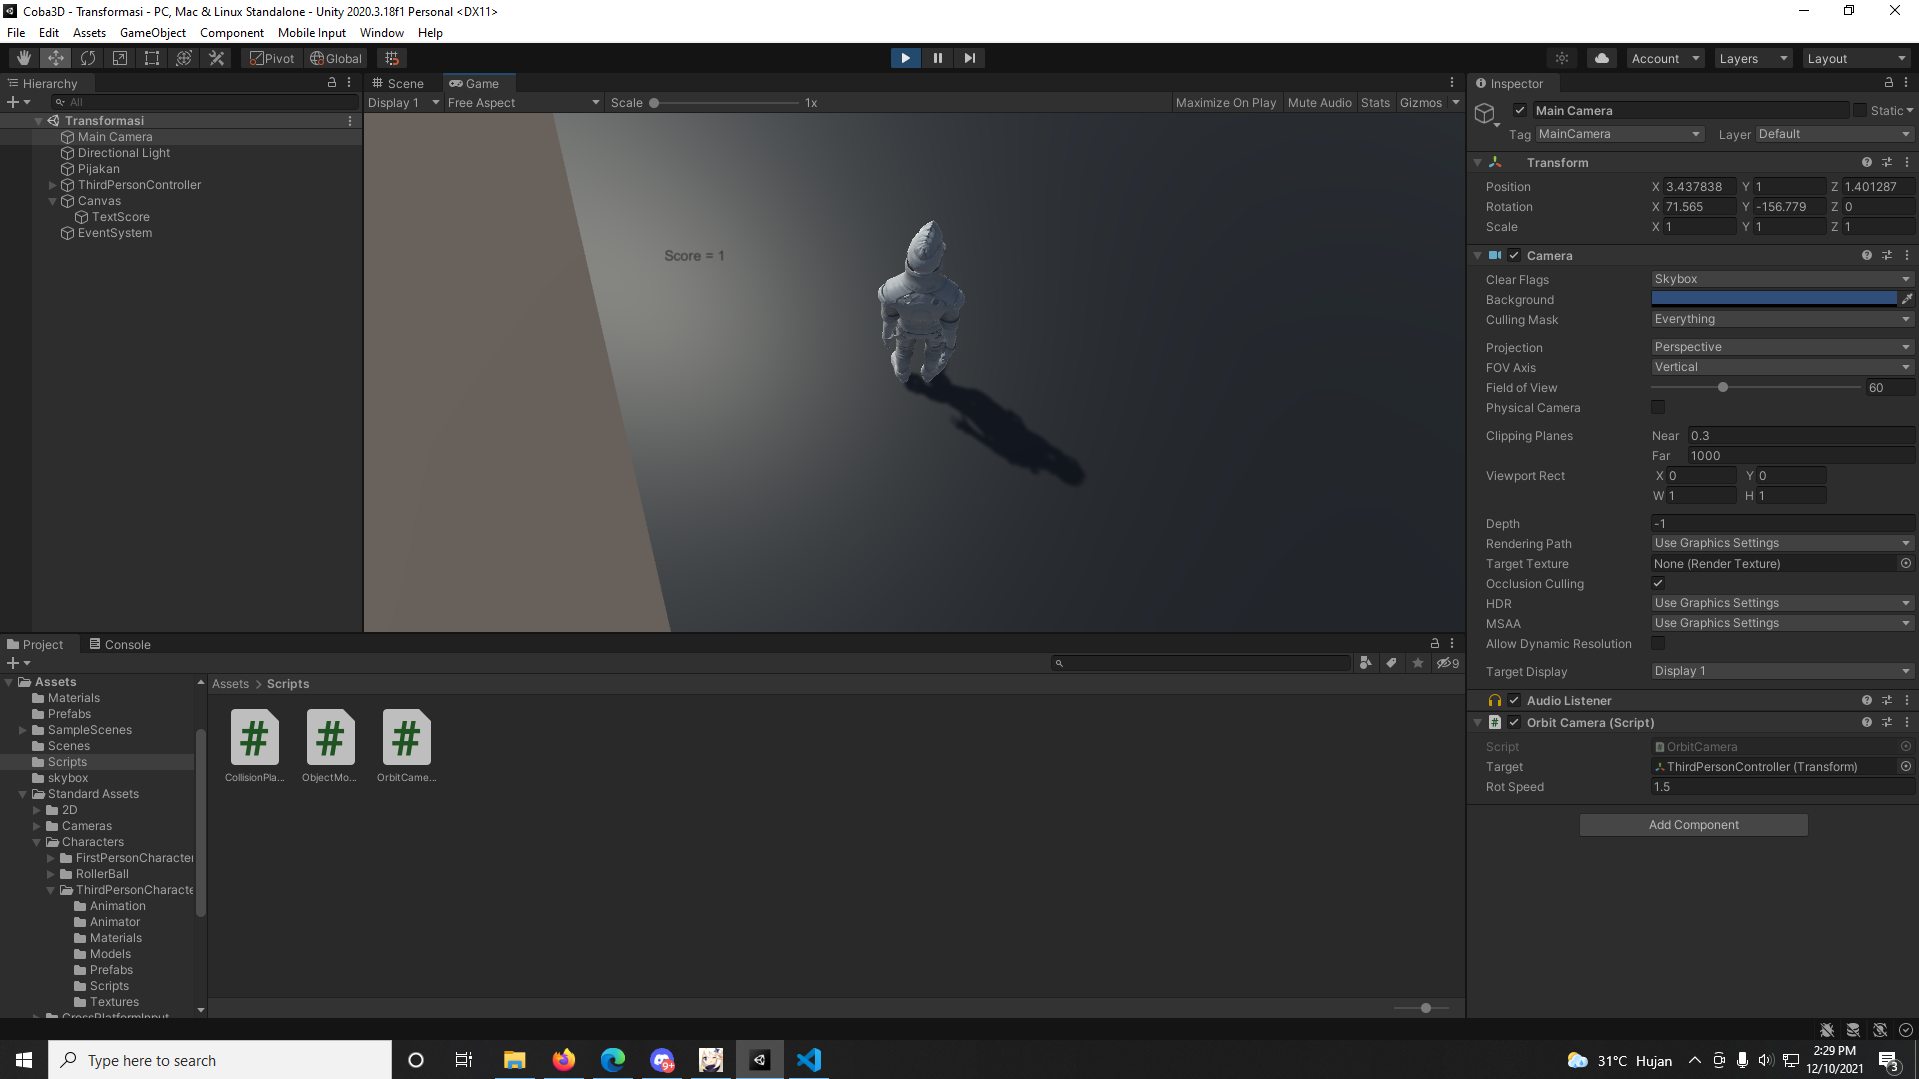 Coba3D - Transformasi - PC, Mac & Linux Standalone - Unity 2020.3.18f1 Personal <DX11>
File Edit Assets GameObject Component Mobile Input Window Help
Pivot Global Account Layers Layout
Hierarchy
All
Transformasi
Main Camera
Directional Light
Pijakan
ThirdPersonController
Canvas
TextScore
EventSystem
Scene Game
Display 1 Free Aspect Scale 1x Maximize On Play Mute Audio Stats Gizmos
Score = 1
Inspector
Main Camera Static
Tag MainCamera Layer Default
Transform
Position X 3.437838 Y 1 Z 1.401287
Rotation X 71.565 Y -156.779 Z 0
Scale X 1 Y 1 Z 1
Camera
Clear Flags Skybox
Background
Culling Mask Everything
Projection Perspective
FOV Axis Vertical
Field of View 60
Physical Camera
Clipping Planes Near 0.3
Far 1000
Viewport Rect X 0 Y 0
W 1 H 1
Depth -1
Rendering Path Use Graphics Settings
Target Texture None (Render Texture)
Occlusion Culling
HDR Use Graphics Settings
MSAA Use Graphics Settings
Allow Dynamic Resolution
Target Display Display 1
Audio Listener
Orbit Camera (Script)
Script OrbitCamera
Target ThirdPersonController (Transform)
Rot Speed 1.5
Add Component
Project Console
9
Assets
Materials
Prefabs
SampleScenes
Scenes
Scripts
skybox
Standard Assets
2D
Cameras
Characters
FirstPersonCharacter
RollerBall
ThirdPersonCharacte
Animation
Animator
Materials
Models
Prefabs
Scripts
Textures
CrossPlatformInput
Assets > Scripts
CollisionPla... ObjectMo... OrbitCame...
Type here to search
9+
31°C Hujan
2:29 PM
12/10/2021
3